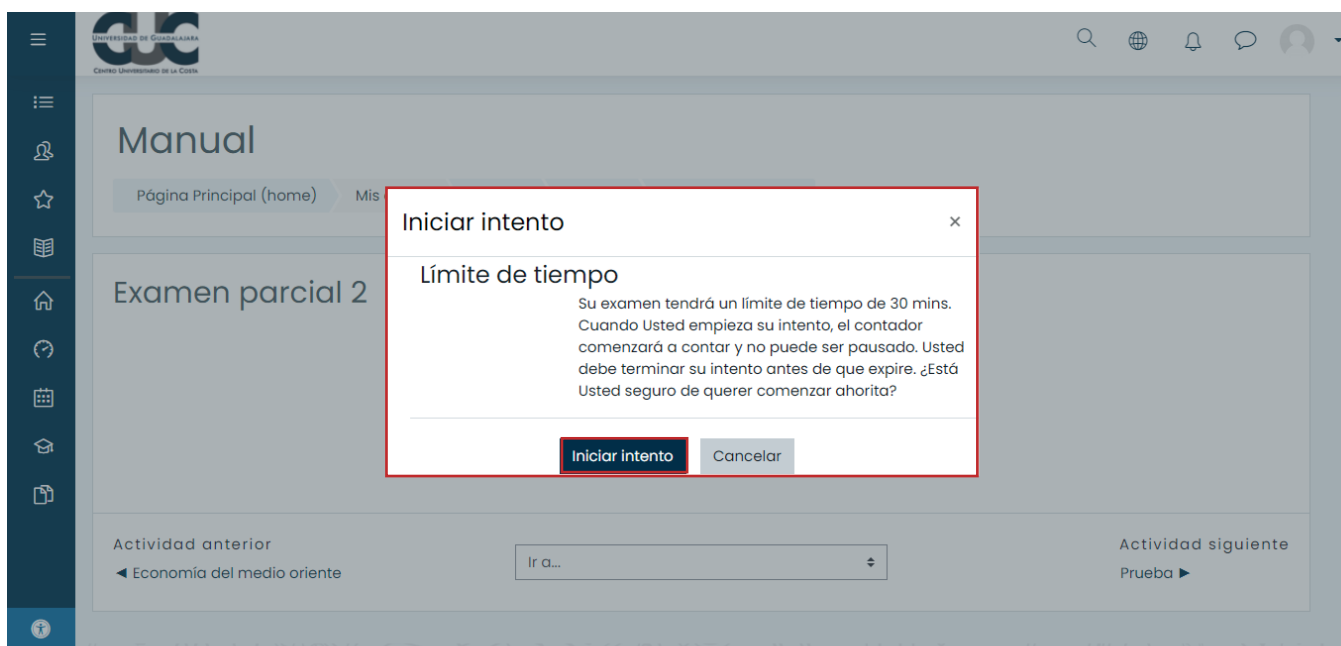 UNIVERSIDAD DE GUADALAJARA
CUC
CENTRO UNIVERSITARIO DE LA COSTA
Manual
Página Principal (home) Mis
Iniciar intento ×
Límite de tiempo
Su examen tendrá un límite de tiempo de 30 mins.
Cuando Usted empieza su intento, el contador
comenzará a contar y no puede ser pausado. Usted
debe terminar su intento antes de que expire. ¿Está
Usted seguro de querer comenzar ahorita?
Iniciar intento Cancelar
Examen parcial 2
Actividad anterior
◄ Economía del medio oriente
Ir a...
Actividad siguiente
Prueba ►